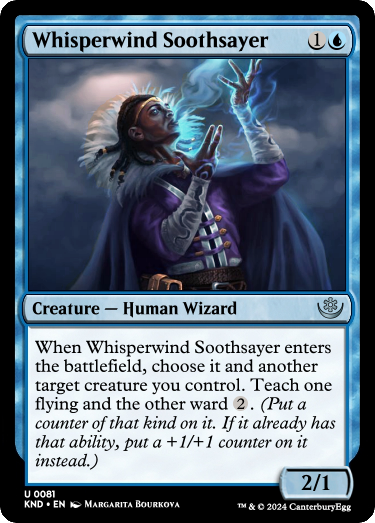 Whisperwind Soothsayer 1
Creature — Human Wizard
When Whisperwind Soothsayer enters
the battlefield, choose it and another
target creature you control. Teach one
flying and the other ward 2. (Put a
counter of that kind on it. If it already has
that ability, put a +1/+1 counter on it
instead.)
2/1
U 0081
KND • EN MARGARITA BOURKOVA
™ & © 2024 CanterburyEgg